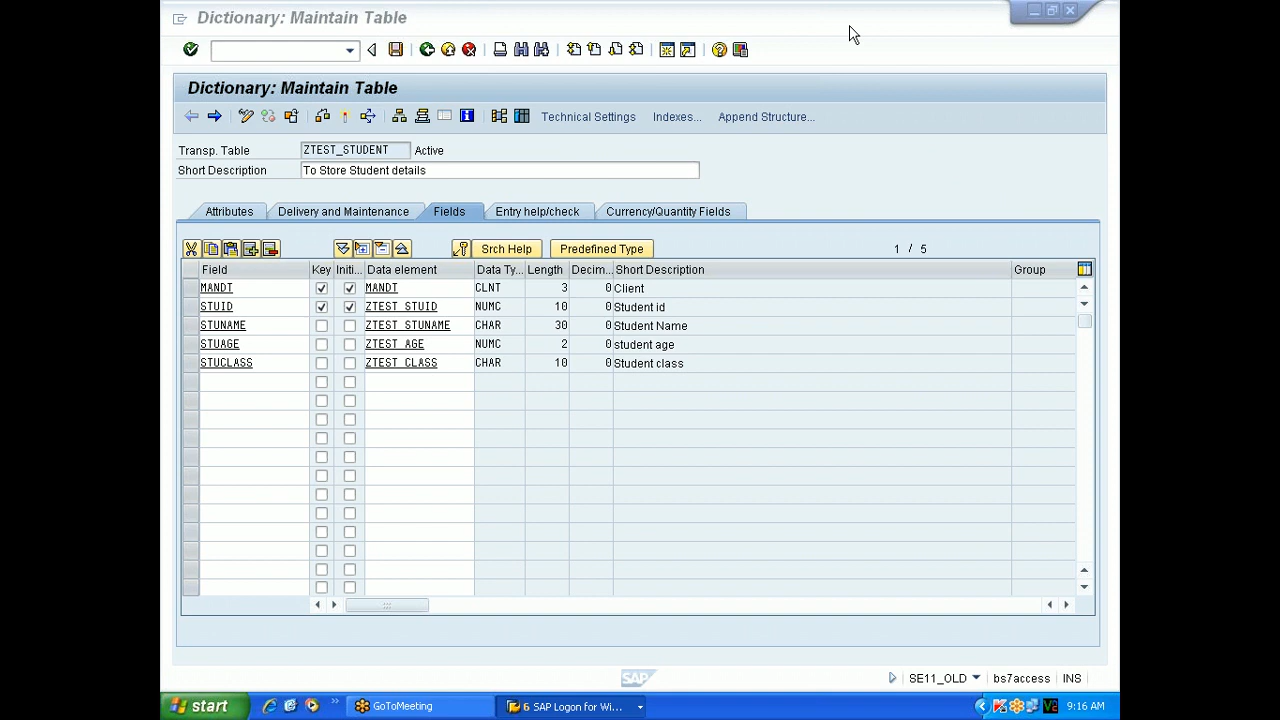 Dictionary: Maintain Table
Dictionary: Maintain Table
Technical Settings Indexes... Append Structure...
Transp. Table ZTEST_STUDENT Active
Short Description To Store Student details
Attributes Delivery and Maintenance Fields Entry help/check Currency/Quantity Fields
Srch Help Predefined Type 1 / 5
Field Key Initi... Data element Data Ty... Length Decim... Short Description Group
MANDT MANDT CLNT 3 0 Client
STUID ZTEST_STUID NUMC 10 0 Student id
STUNAME ZTEST_STUNAME CHAR 30 0 Student Name
STUAGE ZTEST_AGE NUMC 2 0 student age
STUCLASS ZTEST_CLASS CHAR 10 0 Student class
SAP SE11_OLD bs7access INS
start GoToMeeting 6 SAP Logon for Wi... 9:16 AM